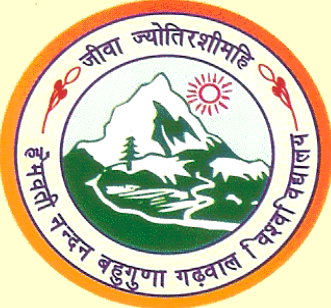 जीवा ज्योतिरशीमहि
हेमवती नन्दन बहुगुणा गढ़वाल विश्वविद्यालय